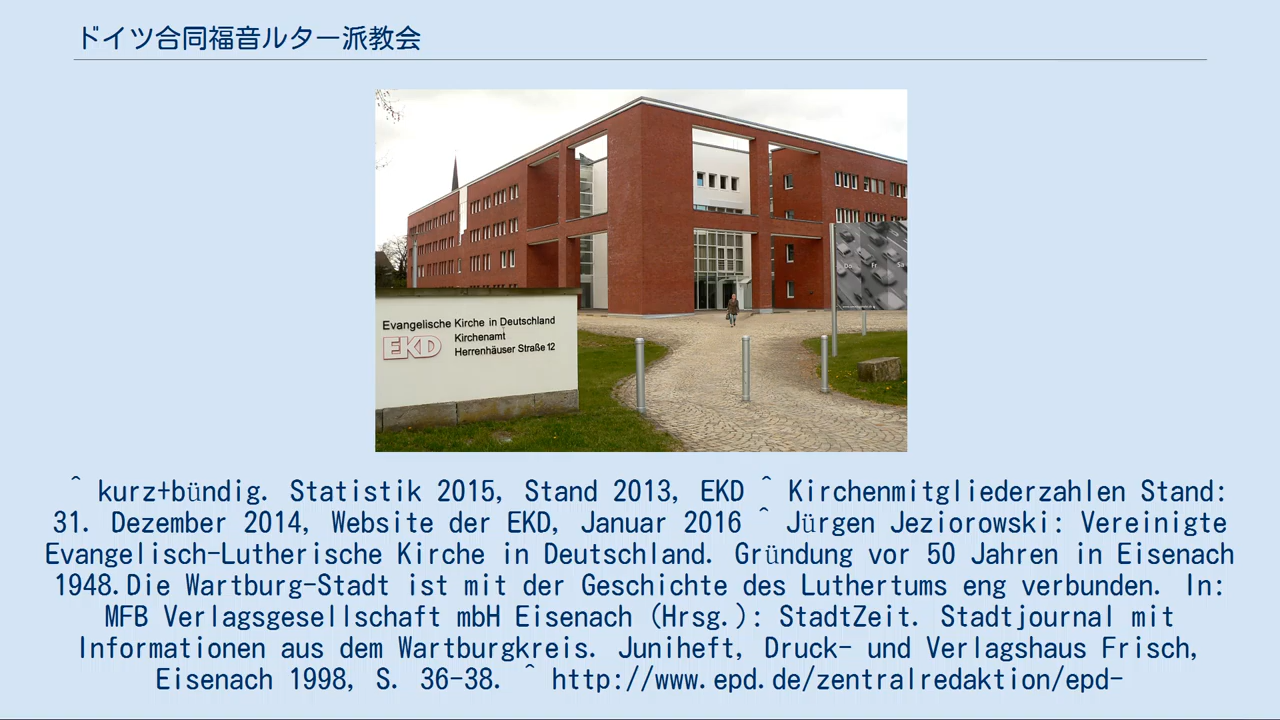 ドイツ合同福音ルター派教会
Evangelische Kirche in Deutschland
EKD
Kirchenamt
Herrenhäuser Straße 12
Do Fr Sa
^ kurz+bündig. Statistik 2015, Stand 2013, EKD ^ Kirchenmitgliederzahlen Stand:
31. Dezember 2014, Website der EKD, Januar 2016 ^ Jürgen Jeziorowski: Vereinigte
Evangelisch-Lutherische Kirche in Deutschland. Gründung vor 50 Jahren in Eisenach
1948.Die Wartburg-Stadt ist mit der Geschichte des Luthertums eng verbunden. In:
MFB Verlagsgesellschaft mbH Eisenach (Hrsg.): StadtZeit. Stadtjournal mit
Informationen aus dem Wartburgkreis. Juniheft, Druck- und Verlagshaus Frisch,
Eisenach 1998, S. 36-38. ^ http://www.epd.de/zentralredaktion/epd-